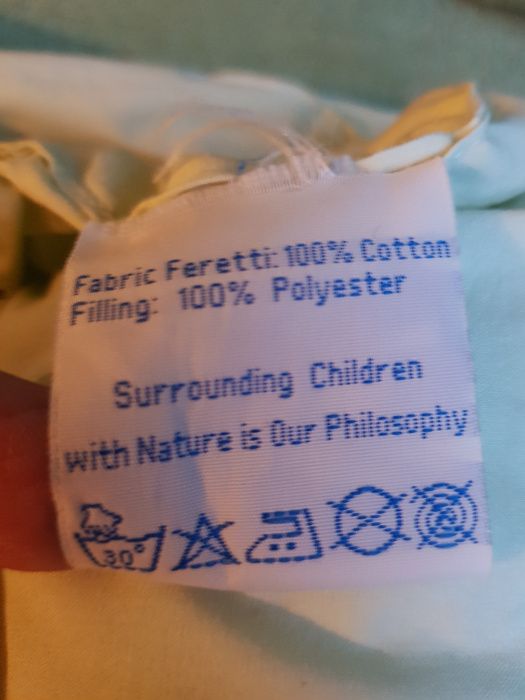 Fabric Feretti: 100% Cotton
Filling: 100% Polyester
Surrounding Children
with Nature is Our Philosophy
30°